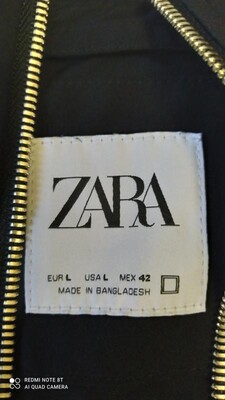 ZARA
EUR L USA L MEX 42
MADE IN BANGLADESH
REDMI NOTE 8T
AI QUAD CAMERA